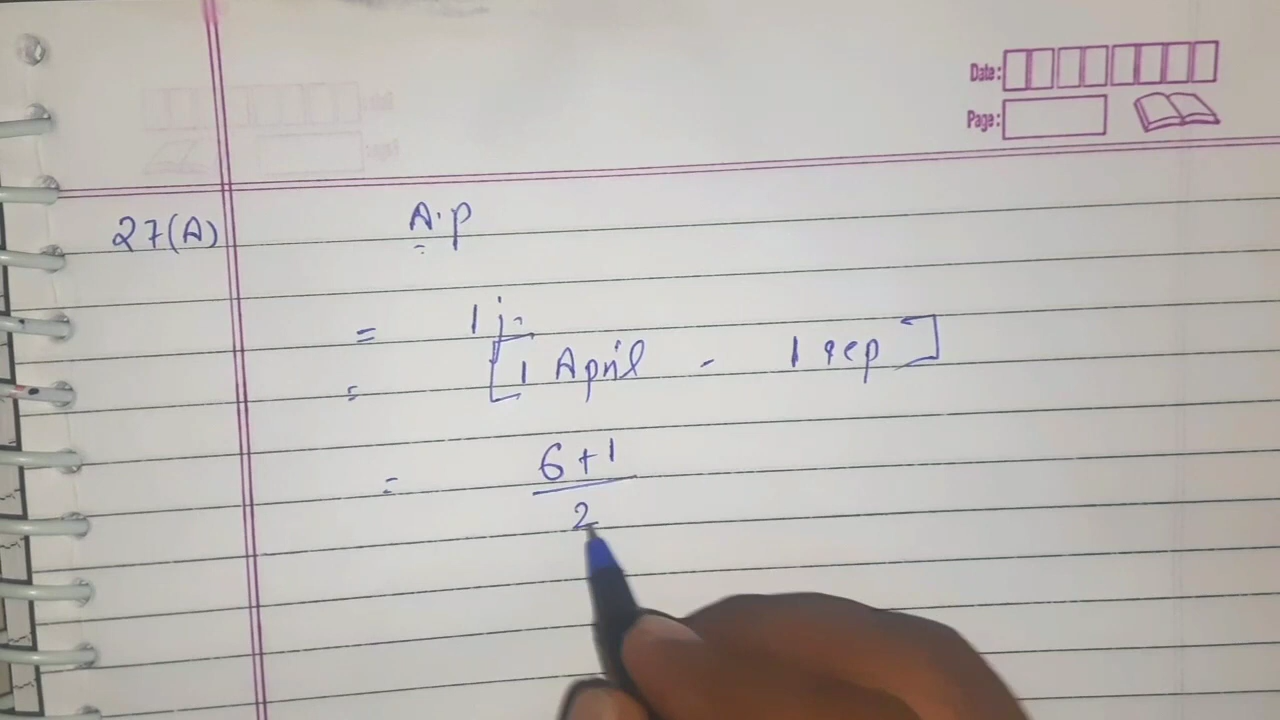 Date:
Page:
27(A) A.p
= 1 j
= [1 April - 1 sep]
= 6+1
2